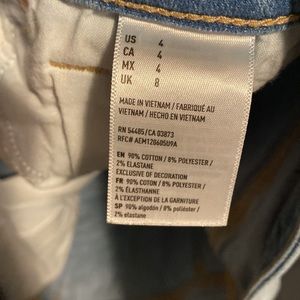 US 4
CA 4
MX 4
UK 8
MADE IN VIETNAM / FABRIQUÉ AU
VIETNAM / HECHO EN VIETNAM
RN 54485/CA 03873
RFC# AEM128605U9A
EN 90% COTTON / 8% POLYESTER /
2% ELASTANE
EXCLUSIVE OF DECORATION
FR 90% COTON / 8% POLYESTER /
2% ÉLASTHANNE
À L'EXCEPTION DE LA GARNITURE
SP 90% algodón / 8% poliéster /
2% elastane